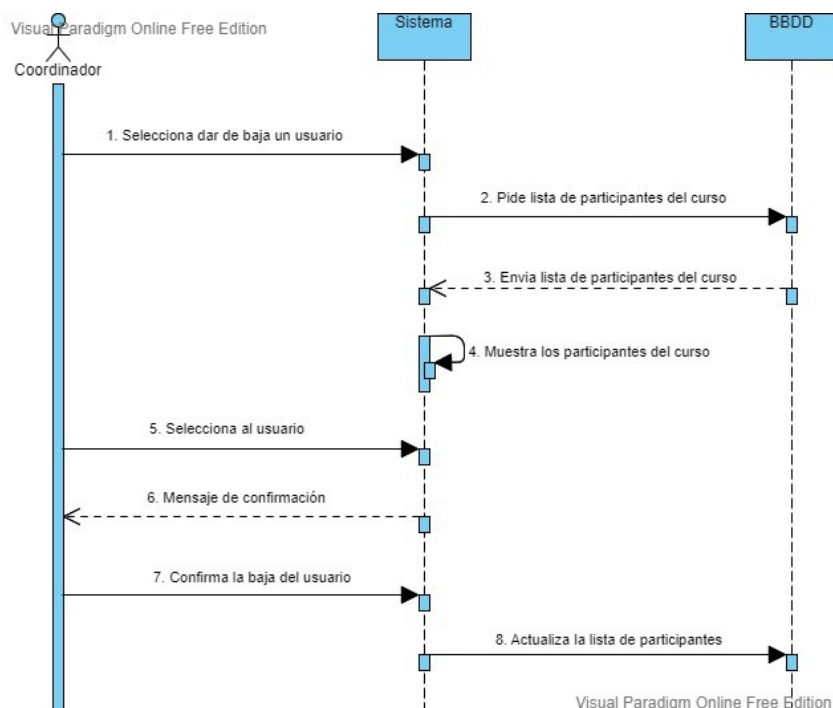 Visual Paradigm Online Free Edition
Sistema
BBDD
Coordinador
1. Selecciona dar de baja un usuario
2. Pide lista de participantes del curso
3. Envia lista de participantes del curso
4. Muestra los participantes del curso
5. Selecciona al usuario
6. Mensaje de confirmación
7. Confirma la baja del usuario
8. Actualiza la lista de participantes
Visual Paradigm Online Free Edition